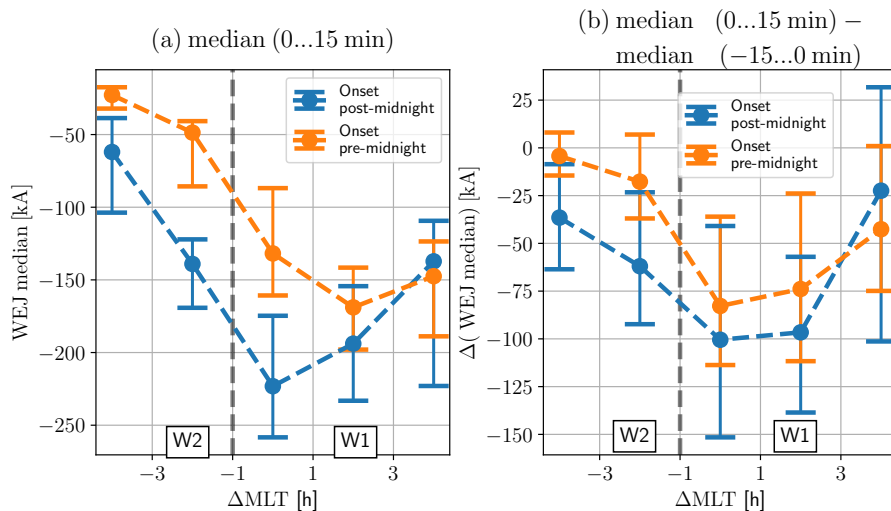 (a) median (0...15 min)
WEJ median [kA]
−50
−100
−150
−200
−250
Onset
post-midnight
Onset
pre-midnight
W2
W1
−3
−1
1
3
ΔMLT [h]
(b) median (0...15 min) −
median (−15...0 min)
Δ( WEJ median) [kA]
25
0
−25
−50
−75
−100
−125
−150
Onset
post-midnight
Onset
pre-midnight
W2
W1
−3
−1
1
3
ΔMLT [h]